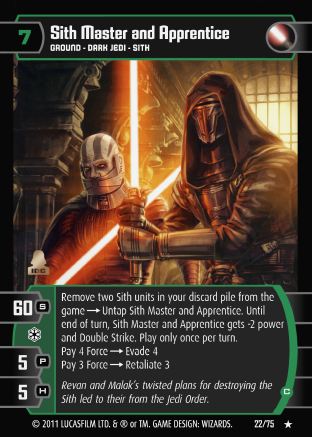 7
Sith Master and Apprentice
GROUND - DARK JEDI - SITH
IDC
60 S
5 P
5 H
Remove two Sith units in your discard pile from the
game → Untap Sith Master and Apprentice. Until
end of turn, Sith Master and Apprentice gets -2 power
and Double Strike. Play only once per turn.
Pay 4 Force → Evade 4
Pay 3 Force → Retaliate 3
Revan and Malak's twisted plans for destroying the
Sith led to their from the Jedi Order.
C
© 2011 LUCASFILM LTD. & ® OR TM. GAME DESIGN: WIZARDS. 22/75 ★